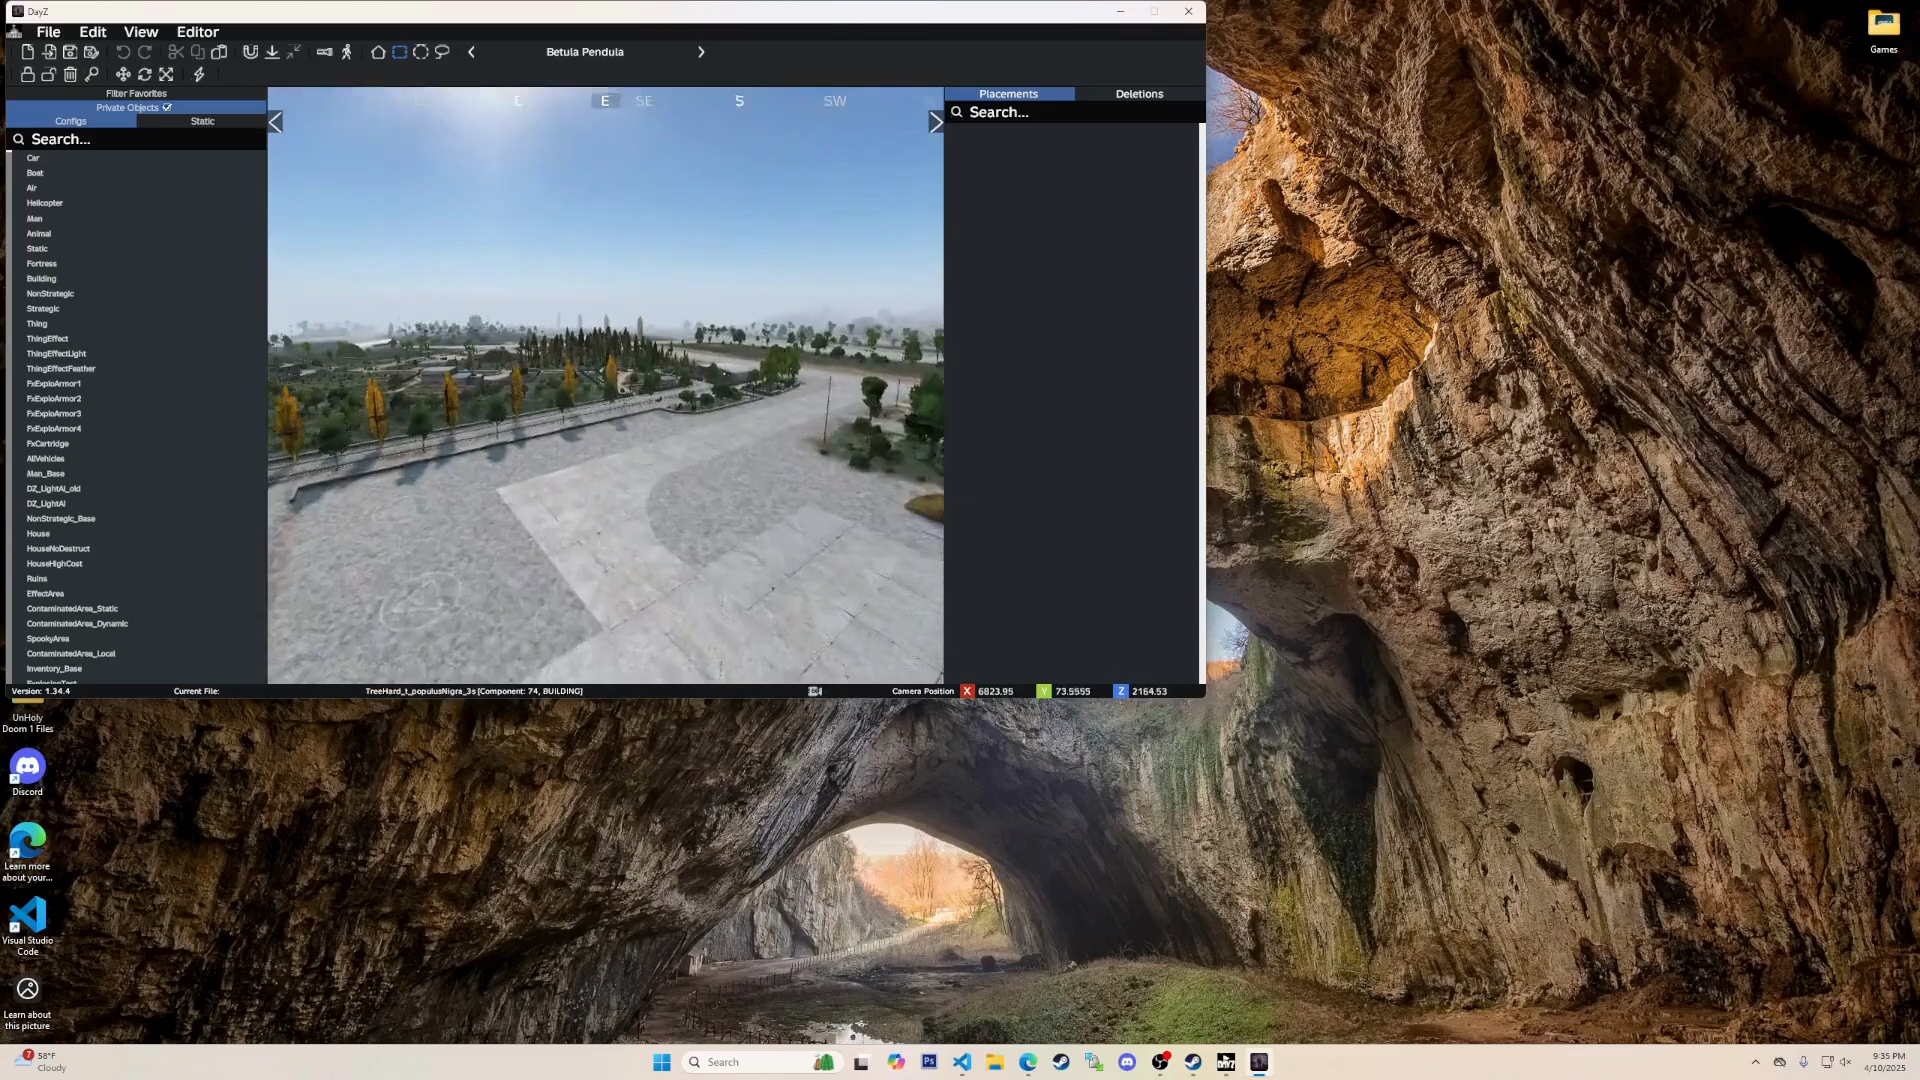 DayZ
File Edit View Editor
Betula Pendula
Filter Favorites
Private Objects
Configs Static
Search...
Car
Boat
Air
Helicopter
Man
Animal
Static
Fortress
Building
NonStrategic
Strategic
Thing
ThingEffect
ThingEffectLight
ThingEffectFeather
FxExploArmor1
FxExploArmor2
FxExploArmor3
FxExploArmor4
FxCartridge
AllVehicles
Man_Base
DZ_LightAI_old
DZ_LightAI
NonStrategic_Base
House
HouseNoDestruct
HouseHighCost
Ruins
EffectArea
ContaminatedArea_Static
ContaminatedArea_Dynamic
SpookyArea
ContaminatedArea_Local
Inventory_Base
E E SE S SW
Placements Deletions
Search...
Version: 1.34.4 Current File: TreeHard_t_populusNigra_3s [Component: 74, BUILDING] Camera Position X 6823.95 Y 73.5555 Z 2164.53
Games
UnHoly
Doom 1 Files
Discord
Learn more
about your...
Visual Studio
Code
Learn about
this picture
7
58°F
Cloudy
Search
Ps
DAYZ
9:35 PM
4/10/2025